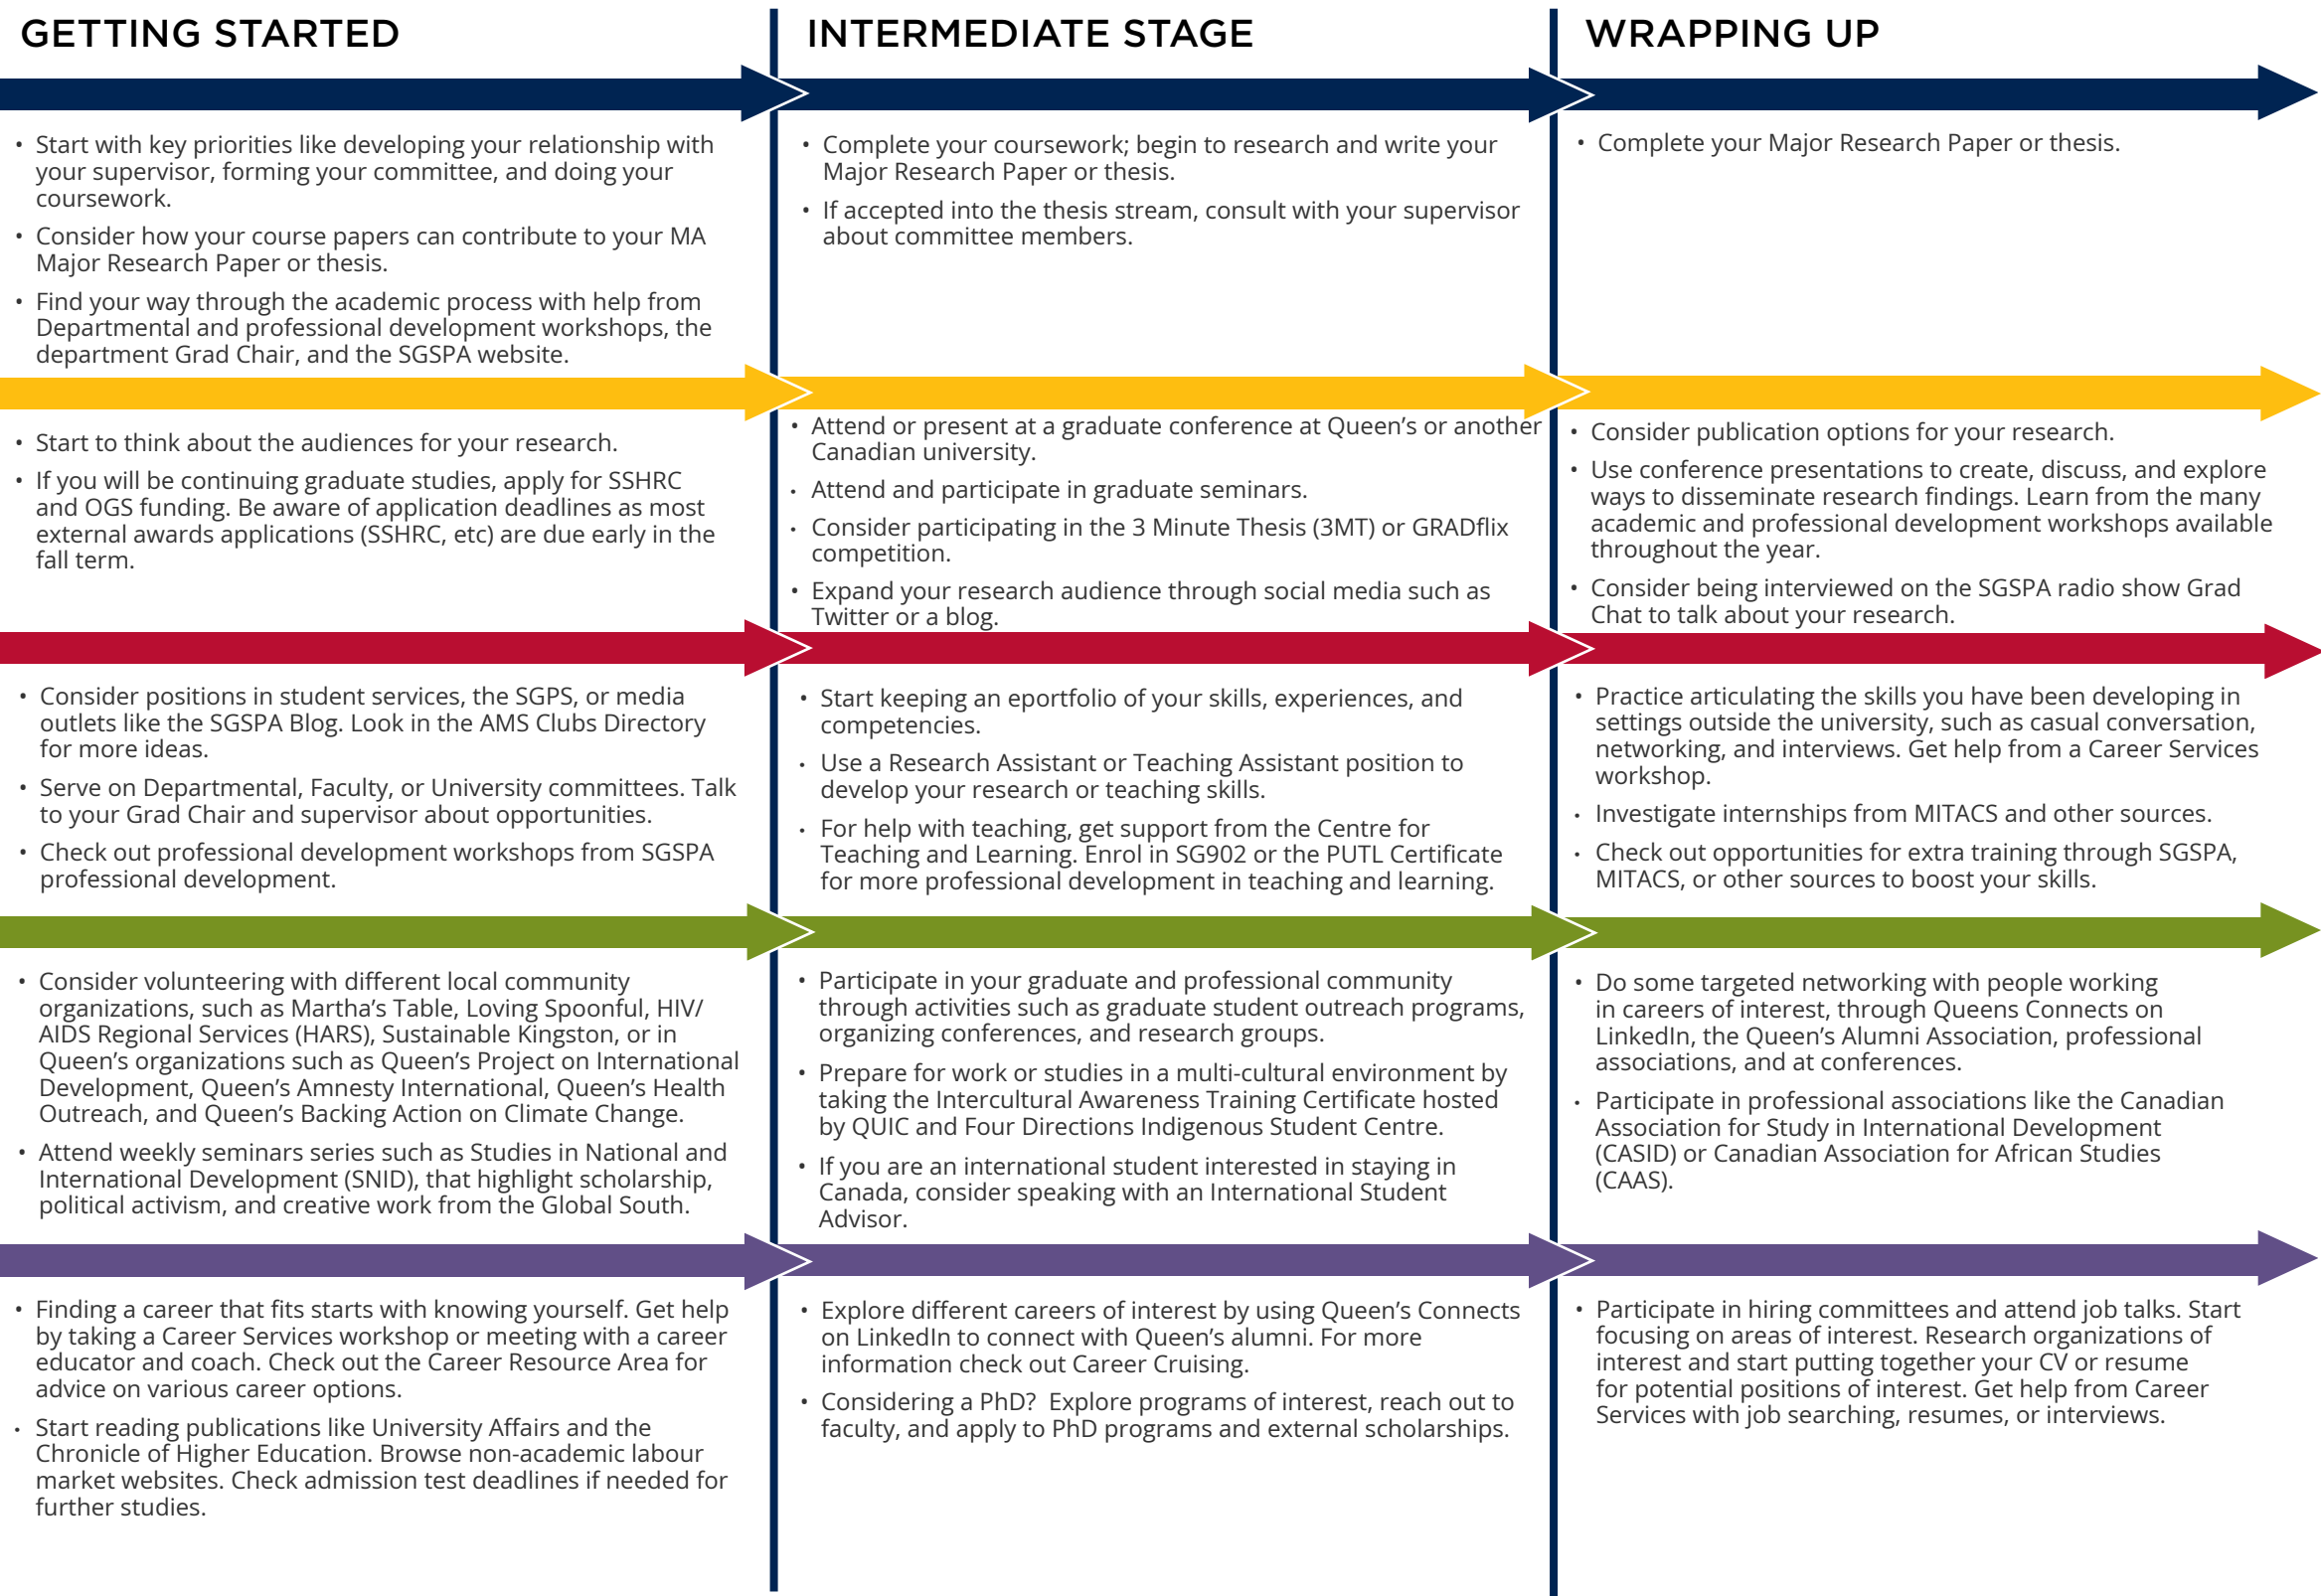 GETTING STARTED
INTERMEDIATE STAGE
WRAPPING UP
• Start with key priorities like developing your relationship with
your supervisor, forming your committee, and doing your
coursework.
• Consider how your course papers can contribute to your MA
Major Research Paper or thesis.
• Find your way through the academic process with help from
Departmental and professional development workshops, the
department Grad Chair, and the SGSPA website.
• Complete your coursework; begin to research and write your
Major Research Paper or thesis.
• If accepted into the thesis stream, consult with your supervisor
about committee members.
• Complete your Major Research Paper or thesis.
• Start to think about the audiences for your research.
• If you will be continuing graduate studies, apply for SSHRC
and OGS funding. Be aware of application deadlines as most
external awards applications (SSHRC, etc) are due early in the
fall term.
• Attend or present at a graduate conference at Queen’s or another
Canadian university.
• Attend and participate in graduate seminars.
• Consider participating in the 3 Minute Thesis (3MT) or GRADflix
competition.
• Expand your research audience through social media such as
Twitter or a blog.
• Consider publication options for your research.
• Use conference presentations to create, discuss, and explore
ways to disseminate research findings. Learn from the many
academic and professional development workshops available
throughout the year.
• Consider being interviewed on the SGSPA radio show Grad
Chat to talk about your research.
• Consider positions in student services, the SGPS, or media
outlets like the SGSPA Blog. Look in the AMS Clubs Directory
for more ideas.
• Serve on Departmental, Faculty, or University committees. Talk
to your Grad Chair and supervisor about opportunities.
• Check out professional development workshops from SGSPA
professional development.
• Start keeping an eportfolio of your skills, experiences, and
competencies.
• Use a Research Assistant or Teaching Assistant position to
develop your research or teaching skills.
• For help with teaching, get support from the Centre for
Teaching and Learning. Enrol in SG902 or the PUTL Certificate
for more professional development in teaching and learning.
• Practice articulating the skills you have been developing in
settings outside the university, such as casual conversation,
networking, and interviews. Get help from a Career Services
workshop.
• Investigate internships from MITACS and other sources.
• Check out opportunities for extra training through SGSPA,
MITACS, or other sources to boost your skills.
• Consider volunteering with different local community
organizations, such as Martha’s Table, Loving Spoonful, HIV/
AIDS Regional Services (HARS), Sustainable Kingston, or in
Queen’s organizations such as Queen’s Project on International
Development, Queen’s Amnesty International, Queen’s Health
Outreach, and Queen’s Backing Action on Climate Change.
• Attend weekly seminars series such as Studies in National and
International Development (SNID), that highlight scholarship,
political activism, and creative work from the Global South.
• Participate in your graduate and professional community
through activities such as graduate student outreach programs,
organizing conferences, and research groups.
• Prepare for work or studies in a multi-cultural environment by
taking the Intercultural Awareness Training Certificate hosted
by QUIC and Four Directions Indigenous Student Centre.
• If you are an international student interested in staying in
Canada, consider speaking with an International Student
Advisor.
• Do some targeted networking with people working
in careers of interest, through Queens Connects on
LinkedIn, the Queen’s Alumni Association, professional
associations, and at conferences.
• Participate in professional associations like the Canadian
Association for Study in International Development
(CASID) or Canadian Association for African Studies
(CAAS).
• Finding a career that fits starts with knowing yourself. Get help
by taking a Career Services workshop or meeting with a career
educator and coach. Check out the Career Resource Area for
advice on various career options.
• Start reading publications like University Affairs and the
Chronicle of Higher Education. Browse non-academic labour
market websites. Check admission test deadlines if needed for
further studies.
• Explore different careers of interest by using Queen’s Connects
on LinkedIn to connect with Queen’s alumni. For more
information check out Career Cruising.
• Considering a PhD?  Explore programs of interest, reach out to
faculty, and apply to PhD programs and external scholarships.
• Participate in hiring committees and attend job talks. Start
focusing on areas of interest. Research organizations of
interest and start putting together your CV or resume
for potential positions of interest. Get help from Career
Services with job searching, resumes, or interviews.